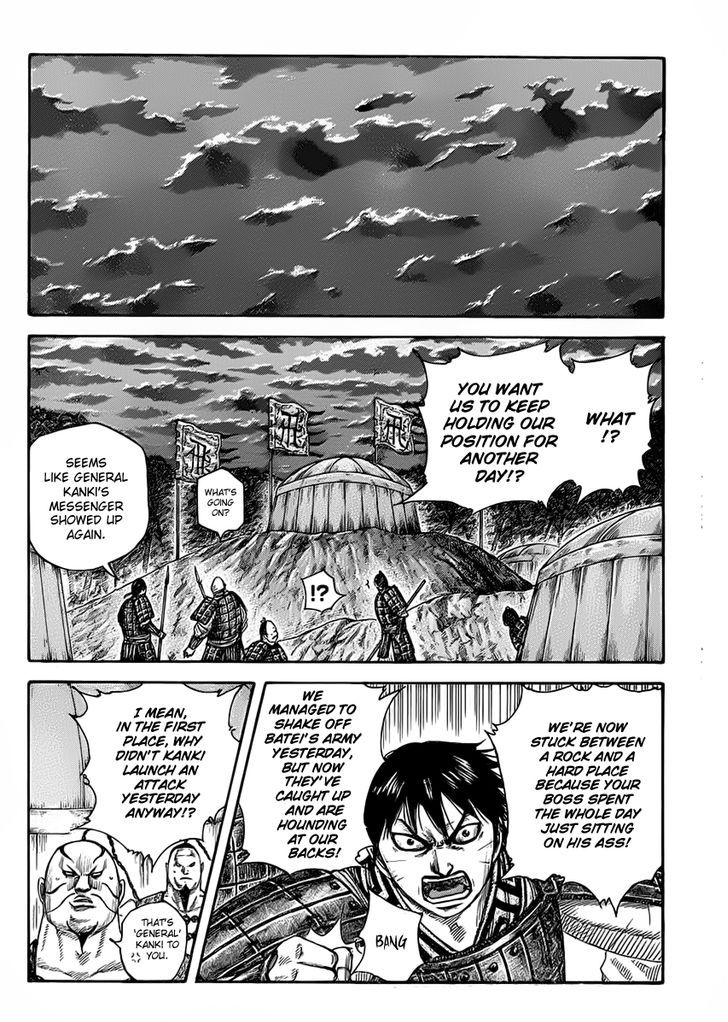 WHAT
!?
YOU WANT
US TO KEEP
HOLDING OUR
POSITION FOR
ANOTHER
DAY!?
!?
WHAT'S
GOING
ON?
SEEMS
LIKE GENERAL
KANKI'S
MESSENGER
SHOWED UP
AGAIN.
WE'RE NOW
STUCK BETWEEN
A ROCK AND A
HARD PLACE
BECAUSE YOUR
BOSS SPENT
THE WHOLE DAY
JUST SITTING
ON HIS ASS!
WE
MANAGED TO
SHAKE OFF
BATEI'S ARMY
YESTERDAY,
BUT NOW
THEY'VE
CAUGHT UP
AND ARE
HOUNDING
AT OUR
BACKS!
BANG
I MEAN,
IN THE FIRST
PLACE, WHY
DIDN'T KANKI
LAUNCH AN
ATTACK
YESTERDAY
ANYWAY!?
THAT'S
'GENERAL'
KANKI TO
YOU.